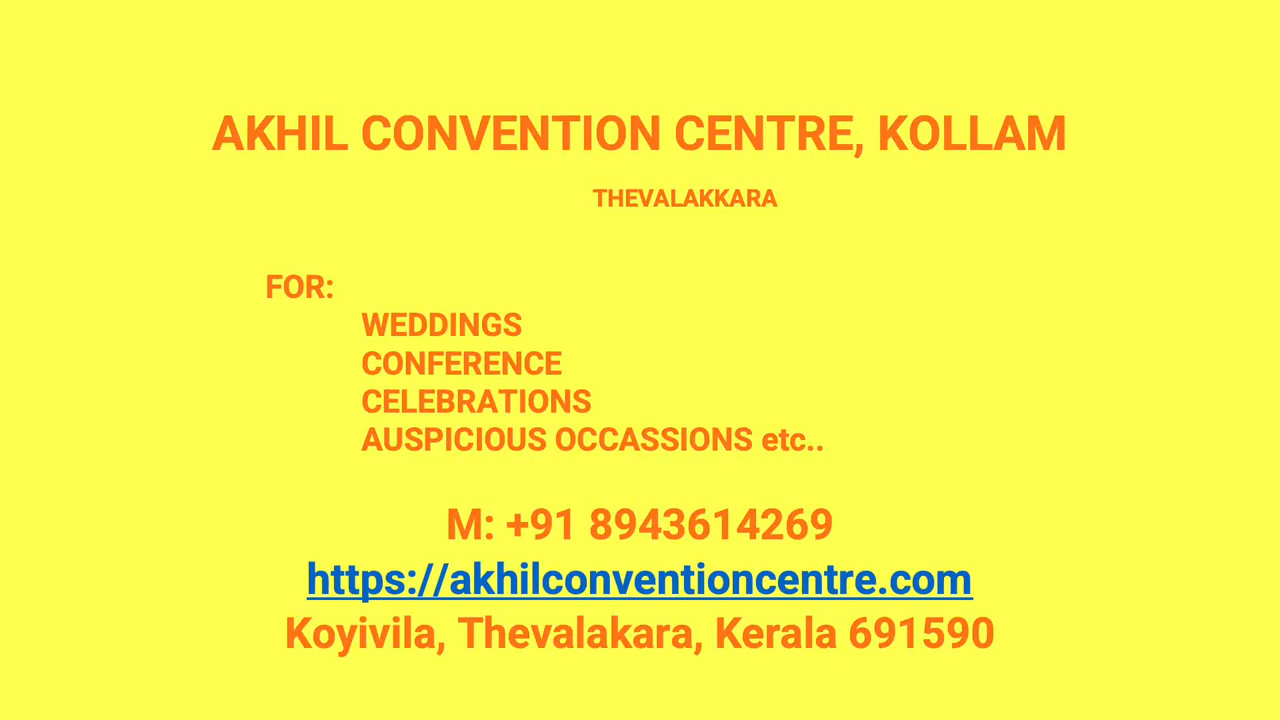 AKHIL CONVENTION CENTRE, KOLLAM
THEVALAKKARA
FOR:
WEDDINGS
CONFERENCE
CELEBRATIONS
AUSPICIOUS OCCASSIONS etc..
M: +91 8943614269
https://akhilconventioncentre.com
Koyivila, Thevalakara, Kerala 691590